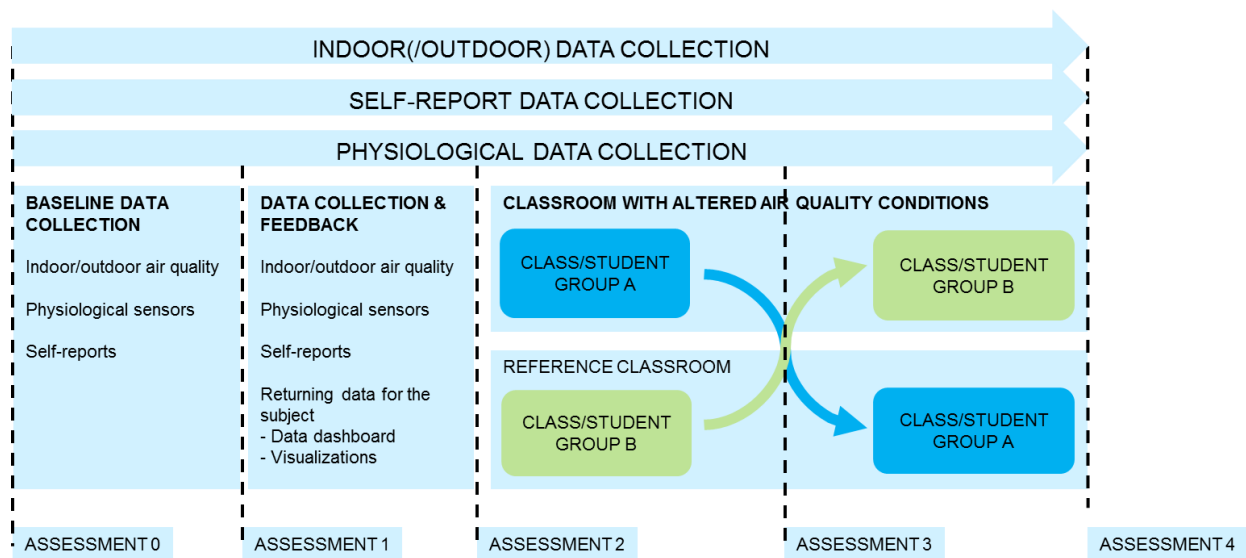 INDOOR(/OUTDOOR) DATA COLLECTION
SELF-REPORT DATA COLLECTION
PHYSIOLOGICAL DATA COLLECTION
BASELINE DATA
COLLECTION
Indoor/outdoor air quality
Physiological sensors
Self-reports
DATA COLLECTION &
FEEDBACK
Indoor/outdoor air quality
Physiological sensors
Self-reports
Returning data for the
subject
- Data dashboard
- Visualizations
CLASSROOM WITH ALTERED AIR QUALITY CONDITIONS
CLASS/STUDENT
GROUP A
CLASS/STUDENT
GROUP B
REFERENCE CLASSROOM
CLASS/STUDENT
GROUP B
CLASS/STUDENT
GROUP A
ASSESSMENT 0
ASSESSMENT 1
ASSESSMENT 2
ASSESSMENT 3
ASSESSMENT 4